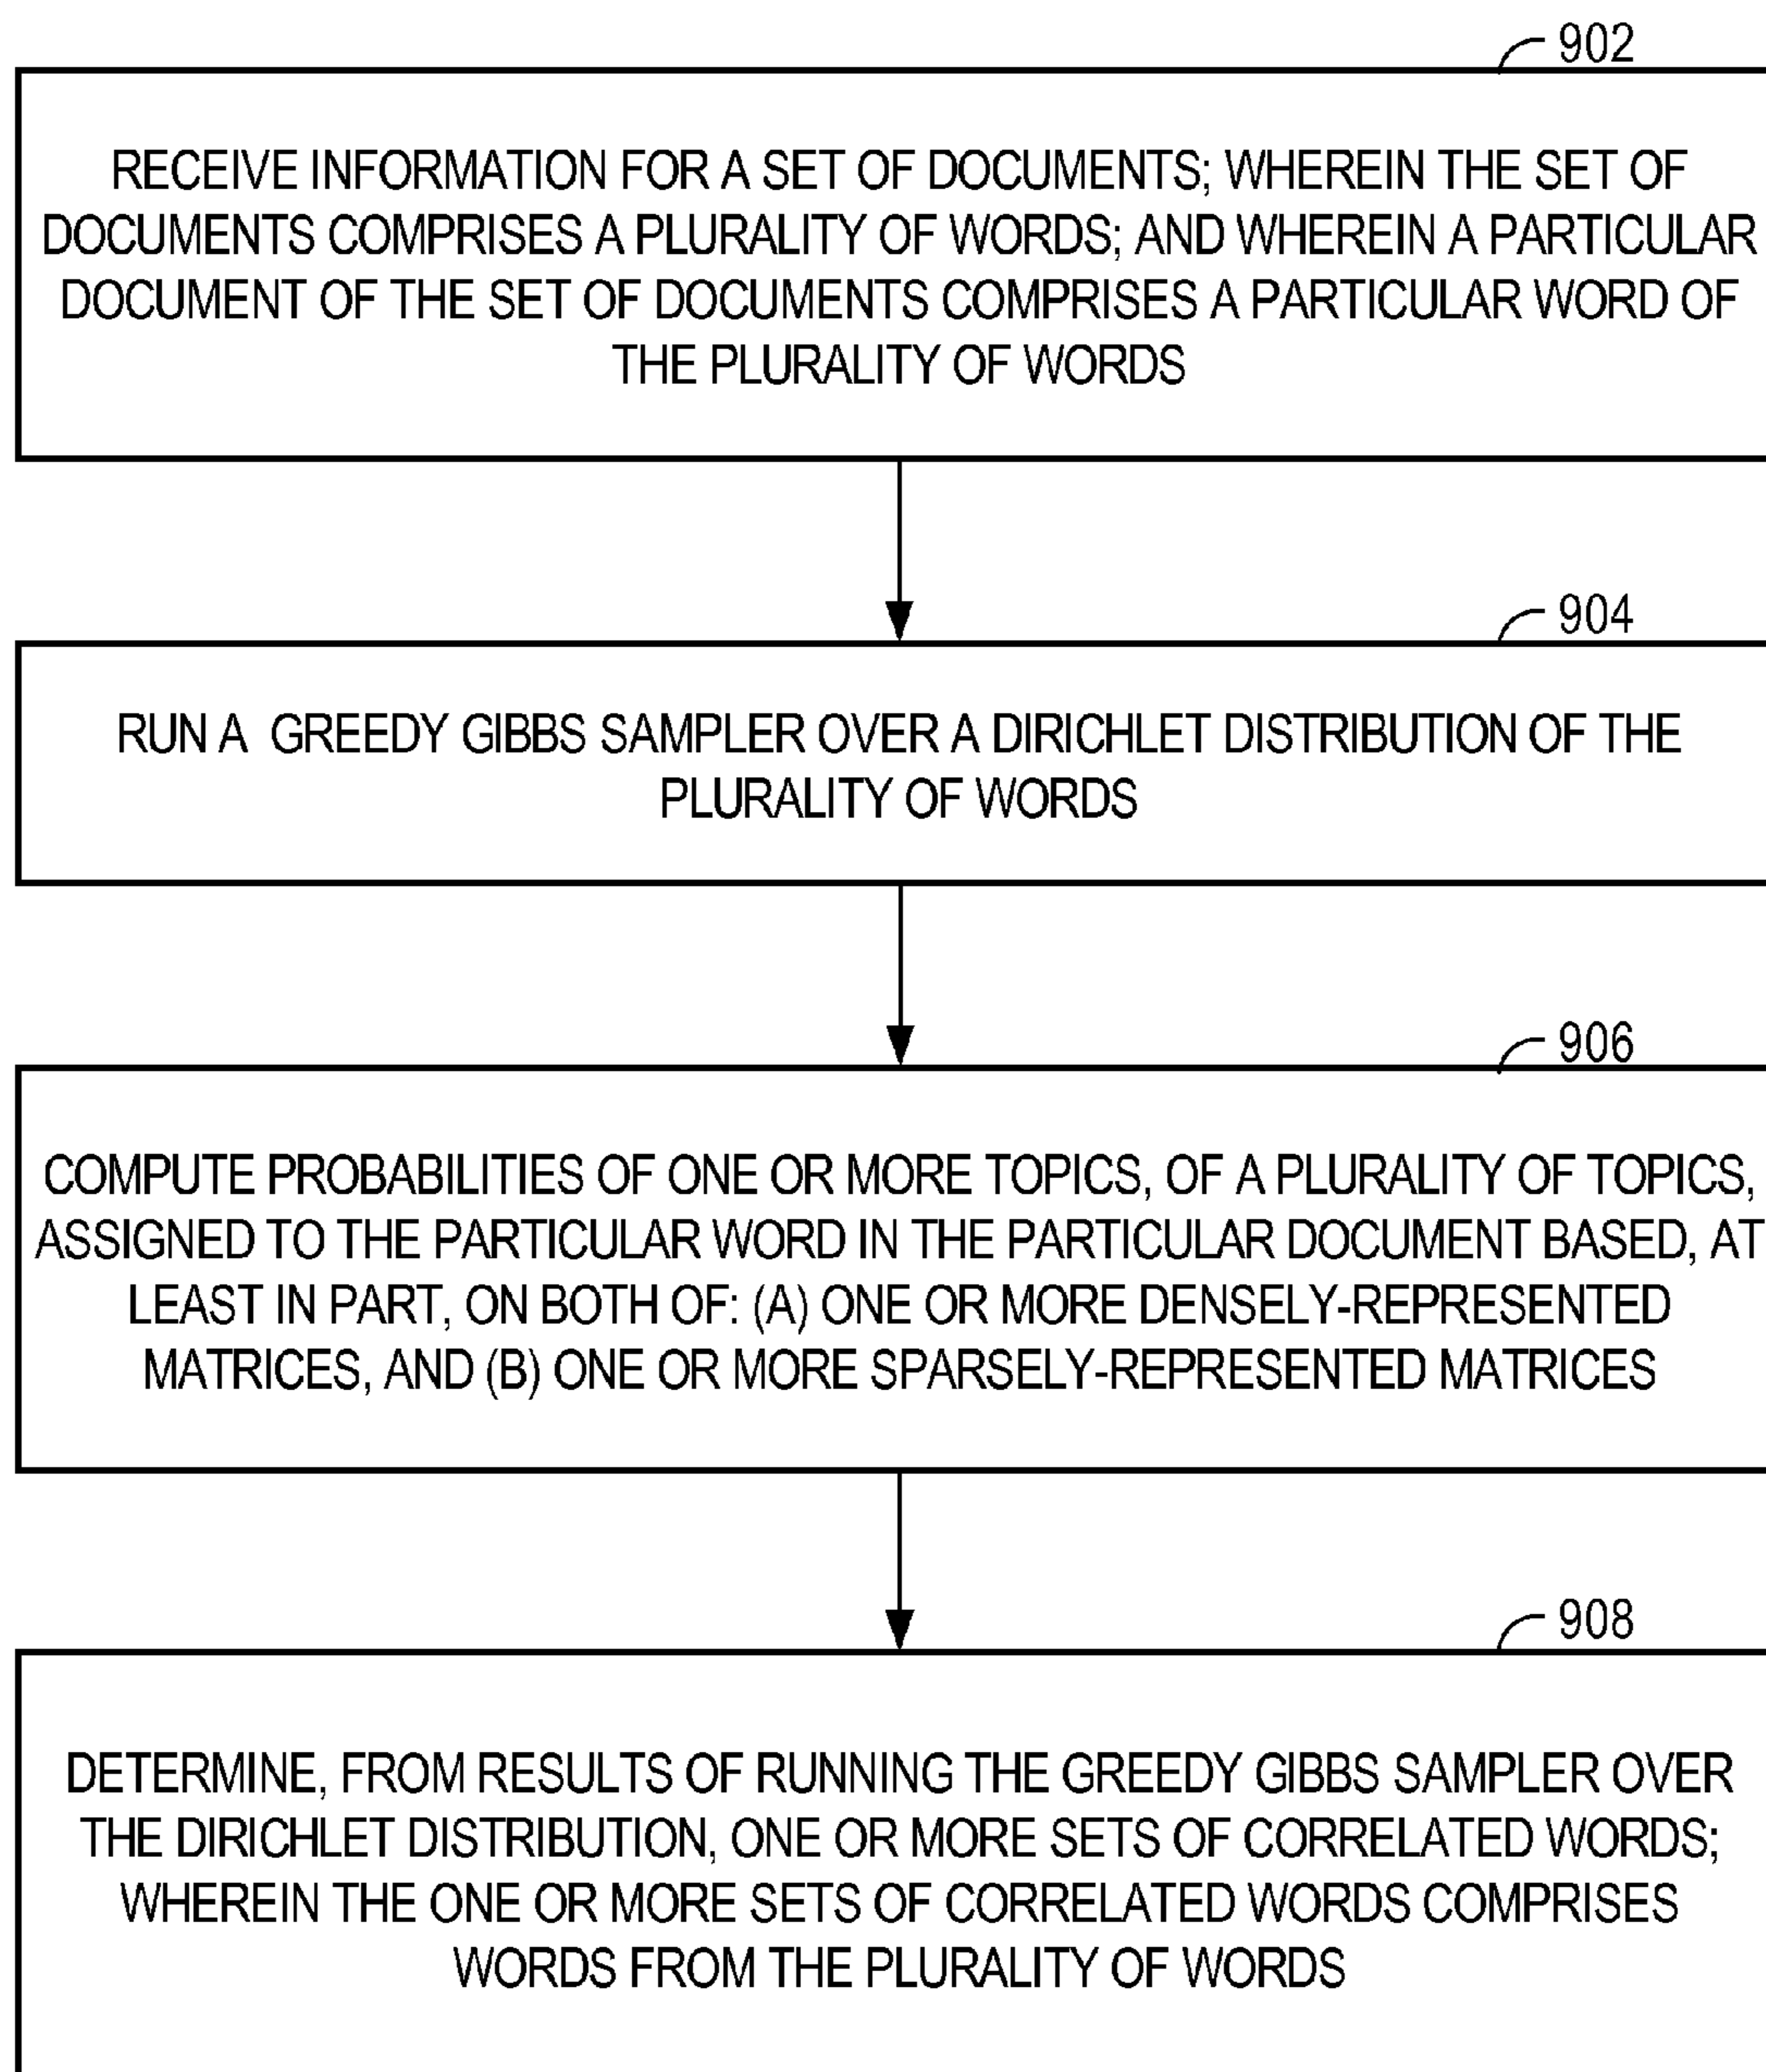 902
RECEIVE INFORMATION FOR A SET OF DOCUMENTS; WHEREIN THE SET OF
DOCUMENTS COMPRISES A PLURALITY OF WORDS; AND WHEREIN A PARTICULAR
DOCUMENT OF THE SET OF DOCUMENTS COMPRISES A PARTICULAR WORD OF
THE PLURALITY OF WORDS
904
RUN A GREEDY GIBBS SAMPLER OVER A DIRICHLET DISTRIBUTION OF THE
PLURALITY OF WORDS
906
COMPUTE PROBABILITIES OF ONE OR MORE TOPICS, OF A PLURALITY OF TOPICS,
ASSIGNED TO THE PARTICULAR WORD IN THE PARTICULAR DOCUMENT BASED, AT
LEAST IN PART, ON BOTH OF: (A) ONE OR MORE DENSELY-REPRESENTED
MATRICES, AND (B) ONE OR MORE SPARSELY-REPRESENTED MATRICES
908
DETERMINE, FROM RESULTS OF RUNNING THE GREEDY GIBBS SAMPLER OVER
THE DIRICHLET DISTRIBUTION, ONE OR MORE SETS OF CORRELATED WORDS;
WHEREIN THE ONE OR MORE SETS OF CORRELATED WORDS COMPRISES
WORDS FROM THE PLURALITY OF WORDS